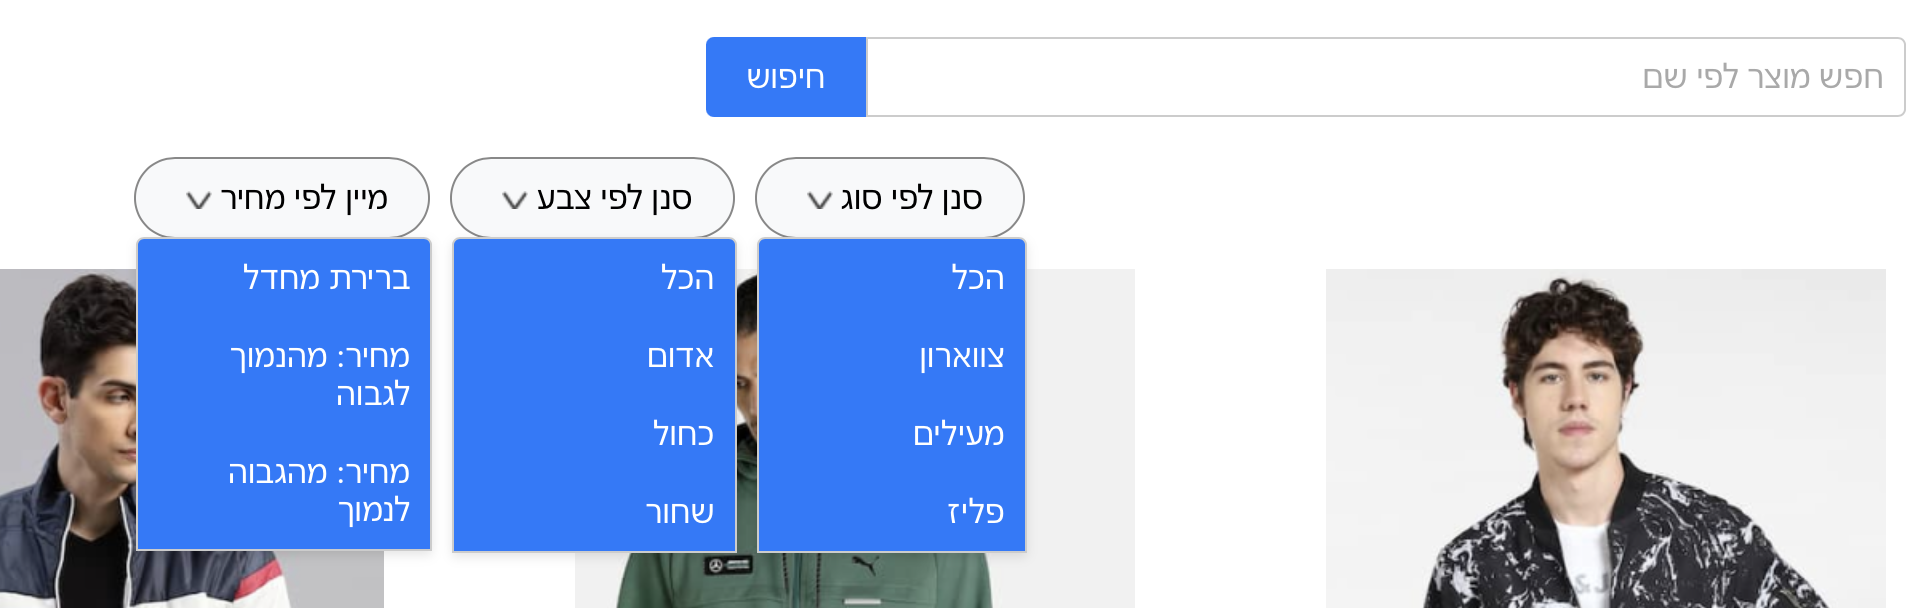 חפש מוצר לפי שם
חיפוש
סנן לפי סוג
סנן לפי צבע
מיין לפי מחיר
הכל
צווארון
מעילים
פליז
הכל
אדום
כחול
שחור
ברירת מחדל
מחיר: מהנמוך
לגבוה
מחיר: מהגבוה
לנמוך